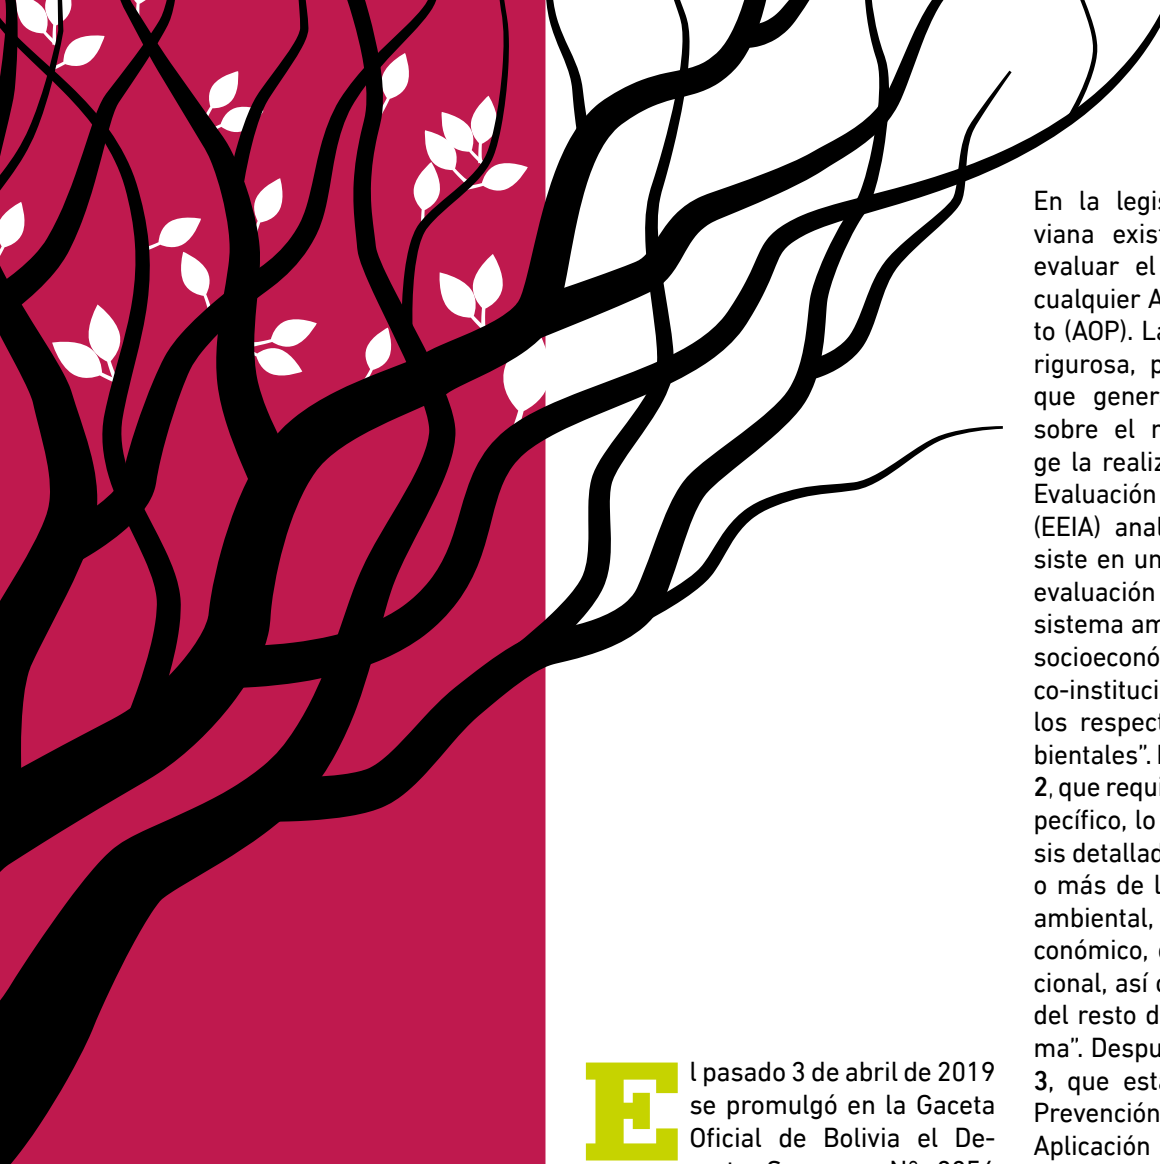 El pasado 3 de abril de 2019
se promulgó en la Gaceta
Oficial de Bolivia el De-
En la legis
viana exis
evaluar el
cualquier A
to (AOP). La
rigurosa, p
que gener
sobre el
ge la realiz
Evaluación
(EEIA) anal
siste en un
evaluación
sistema am
socioeconó
co-instituci
los respect
bientales”.
2, que requi
pecífico, lo
sis detallad
o más de l
ambiental,
conómico,
cional, así
del resto d
ma”. Despu
3, que est
Prevención
Aplicación